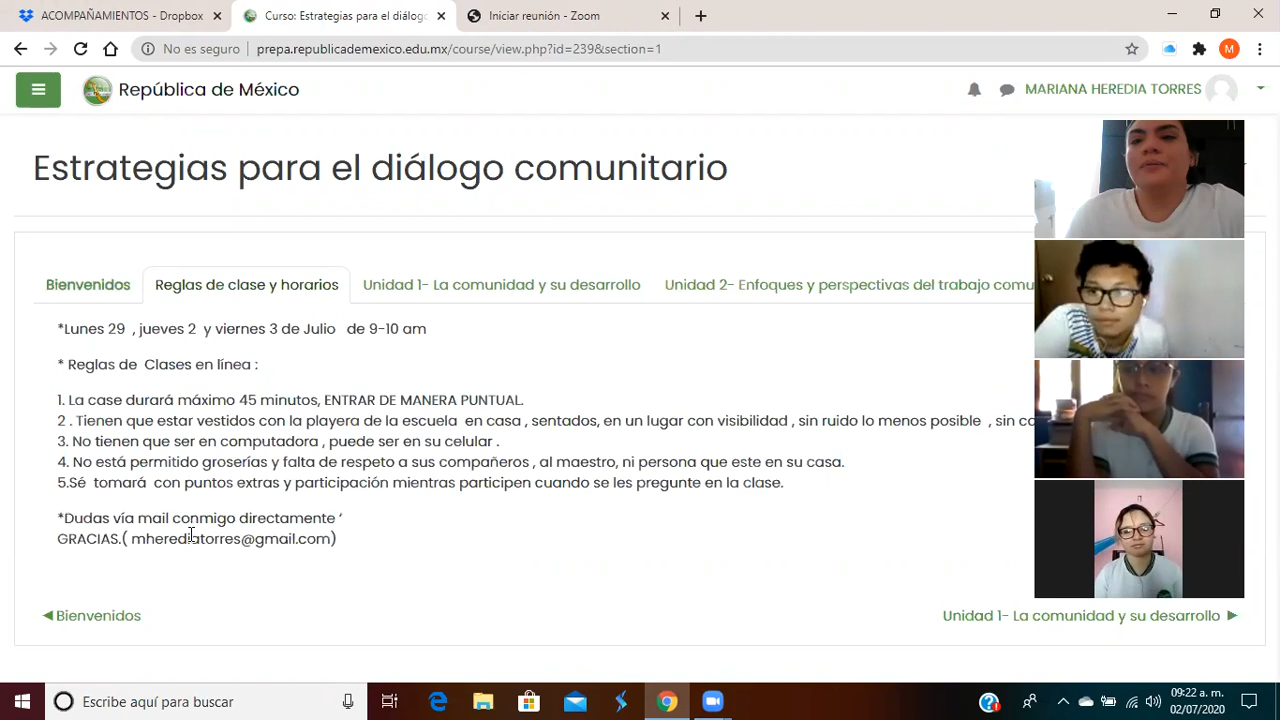 ACOMPAÑAMIENTOS - Dropbox
Curso: Estrategias para el diálogo
Iniciar reunión - Zoom
No es seguro
prepa.republicademexico.edu.mx/course/view.php?id=239&section=1
M
República de México
MARIANA HEREDIA TORRES
Estrategias para el diálogo comunitario
Bienvenidos
Reglas de clase y horarios
Unidad 1- La comunidad y su desarrollo
Unidad 2- Enfoques y perspectivas del trabajo comu
*Lunes 29 , jueves 2 y viernes 3 de Julio de 9-10 am
* Reglas de Clases en línea :
1. La case durará máximo 45 minutos, ENTRAR DE MANERA PUNTUAL.
2 . Tienen que estar vestidos con la playera de la escuela en casa , sentados, en un lugar con visibilidad , sin ruido lo menos posible , sin co
3. No tienen que ser en computadora , puede ser en su celular .
4. No está permitido groserías y falta de respeto a sus compañeros , al maestro, ni persona que este en su casa.
5.Sé tomará con puntos extras y participación mientras participen cuando se les pregunte en la clase.
*Dudas vía mail conmigo directamente ‘
GRACIAS.( mherediatorres@gmail.com)
Bienvenidos
Unidad 1- La comunidad y su desarrollo
Escribe aquí para buscar
09:22 a. m.
02/07/2020